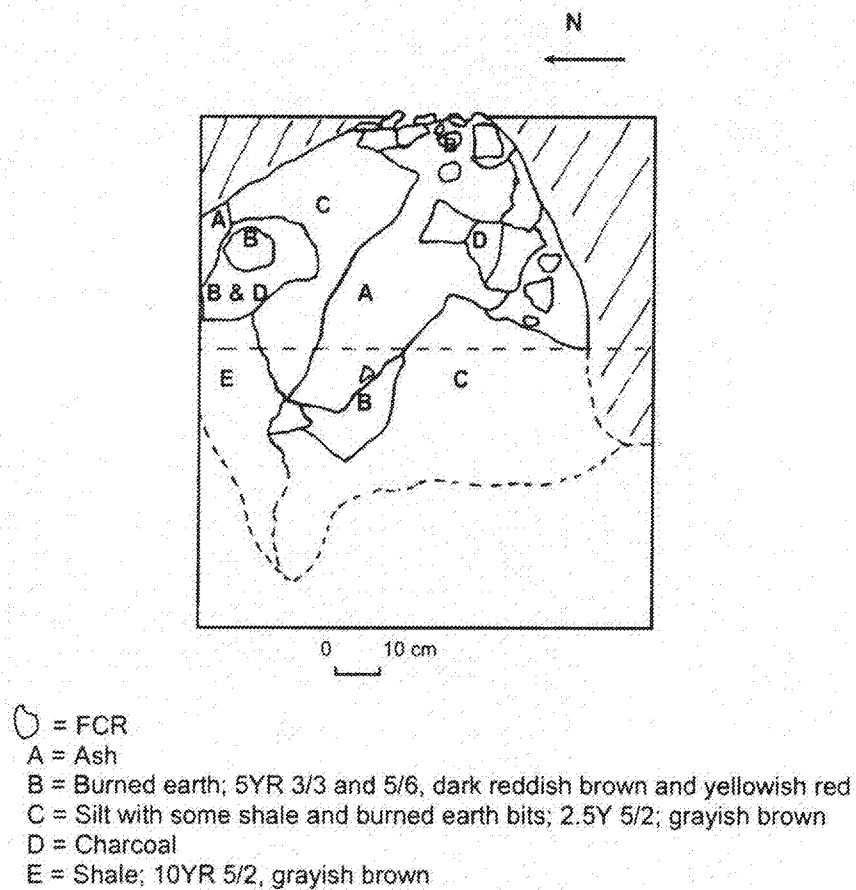 N
B
C
A
B
D
B & D
A
E
C
B
0 10 cm
= FCR
A = Ash
B = Burned earth; 5YR 3/3 and 5/6, dark reddish brown and yellowish red
C = Silt with some shale and burned earth bits; 2.5Y 5/2; grayish brown
D = Charcoal
E = Shale; 10YR 5/2, grayish brown